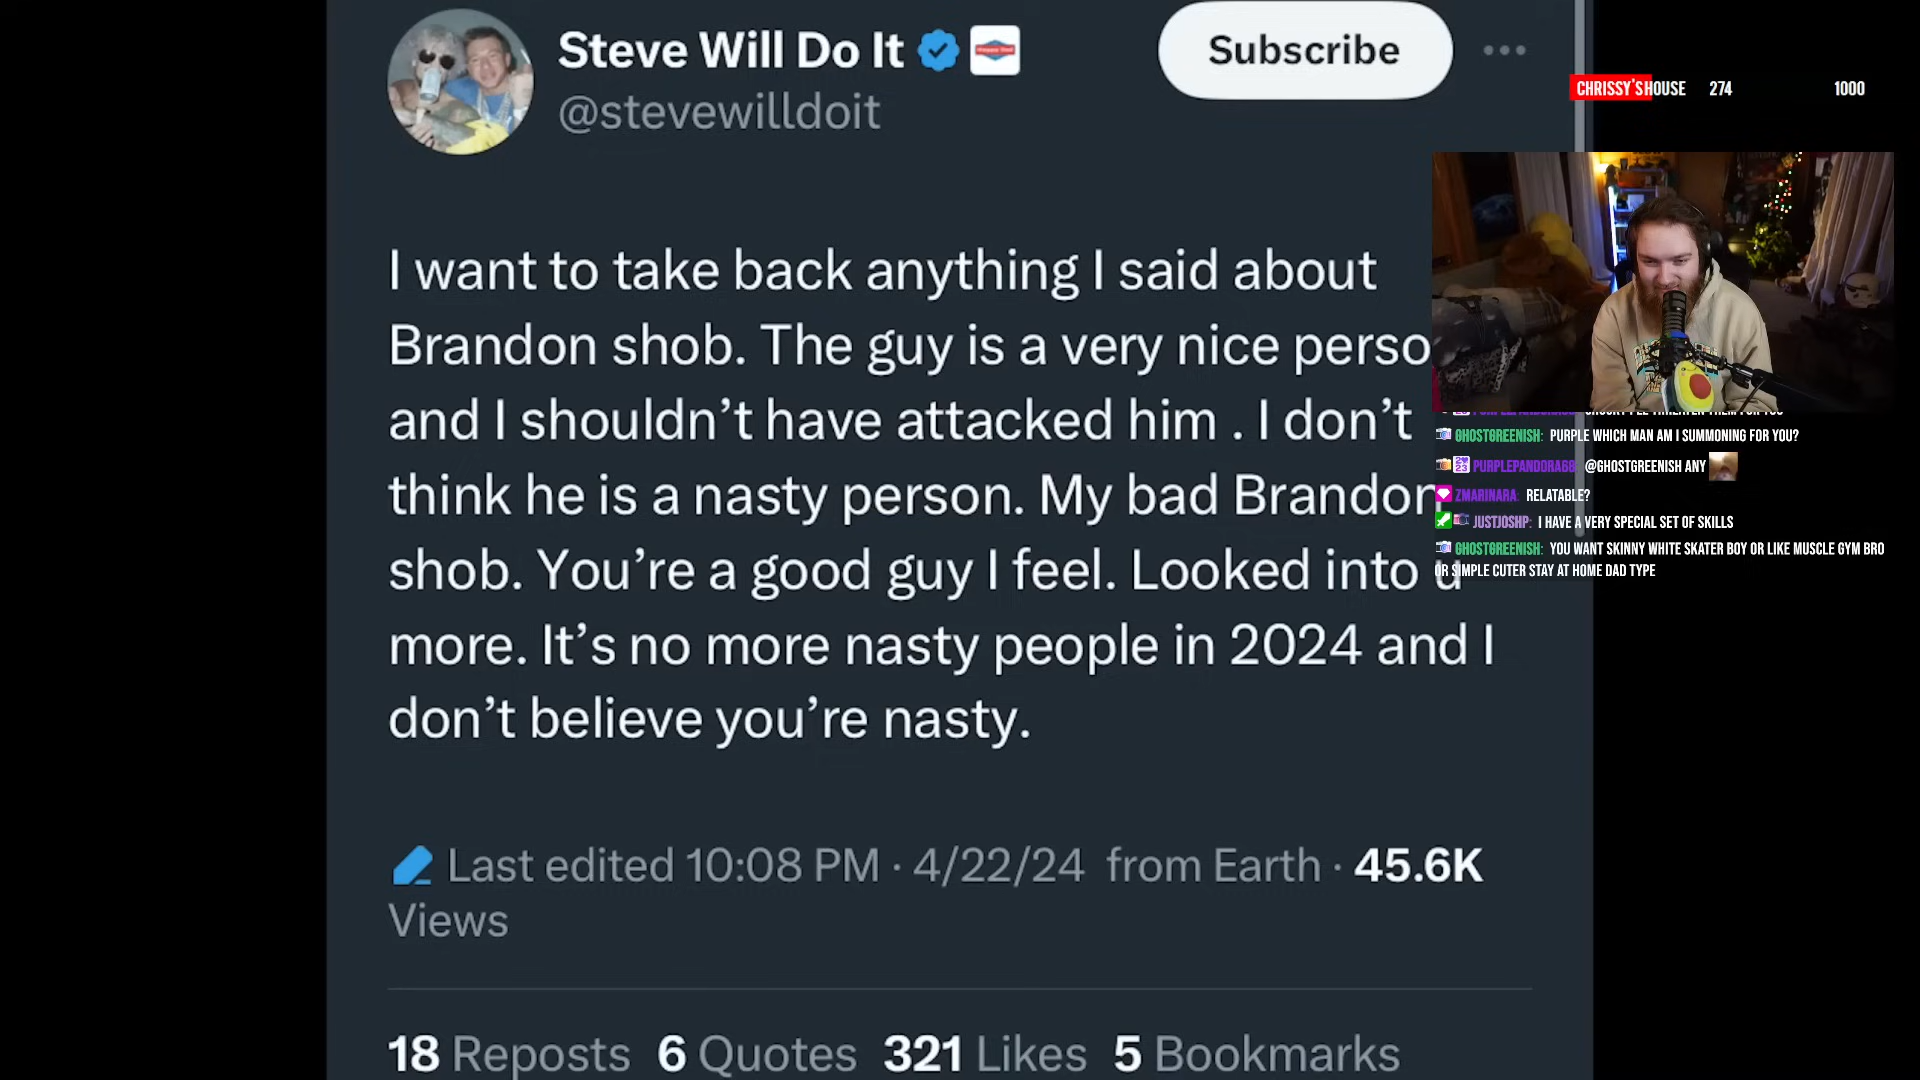 Steve Will Do It
@stevewilldoit
Subscribe
I want to take back anything I said about
Brandon shob. The guy is a very nice perso
and I shouldn't have attacked him . I don't
think he is a nasty person. My bad Brandon
shob. You're a good guy I feel. Looked into u
more. It's no more nasty people in 2024 and I
don't believe you're nasty.
Last edited 10:08 PM · 4/22/24 from Earth · 45.6K
Views
18 Reposts 6 Quotes 321 Likes 5 Bookmarks
CHRISSY'S HOUSE 274 1000
GHOSTGREENISH: PURPLE WHICH MAN AM I SUMMONING FOR YOU?
PURPLEPANDORA68: @GHOSTGREENISH ANY
ZMARINARA: RELATABLE?
JUSTJOSHP: I HAVE A VERY SPECIAL SET OF SKILLS
GHOSTGREENISH: YOU WANT SKINNY WHITE SKATER BOY OR LIKE MUSCLE GYM BRO
OR SIMPLE CUTER STAY AT HOME DAD TYPE